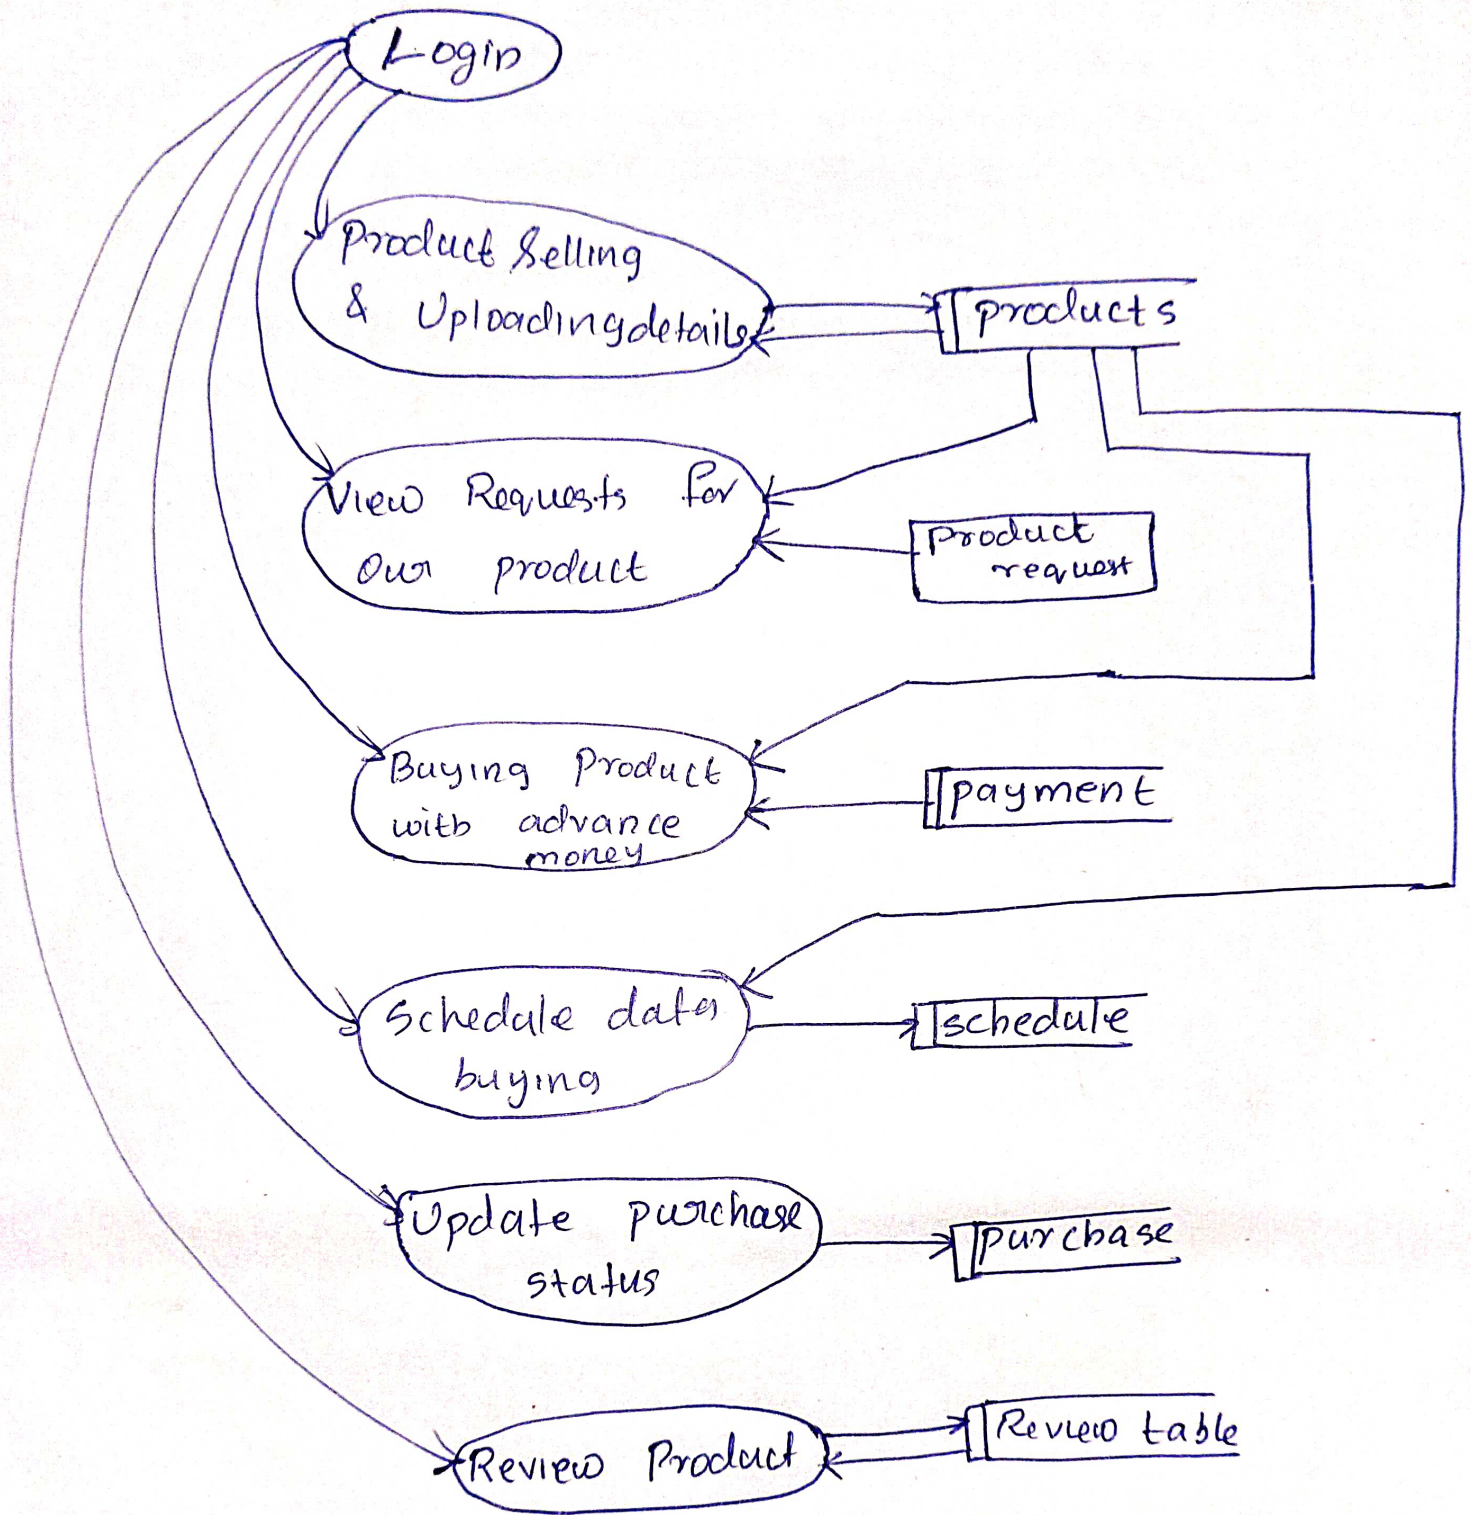 Login
Product Selling
& Uploadingdetails
products
View Requests for
our product
product
request
Buying Product
with advance
money
payment
Schedule data
buying
schedule
Update purchase
status
purchase
Review Product
Review table